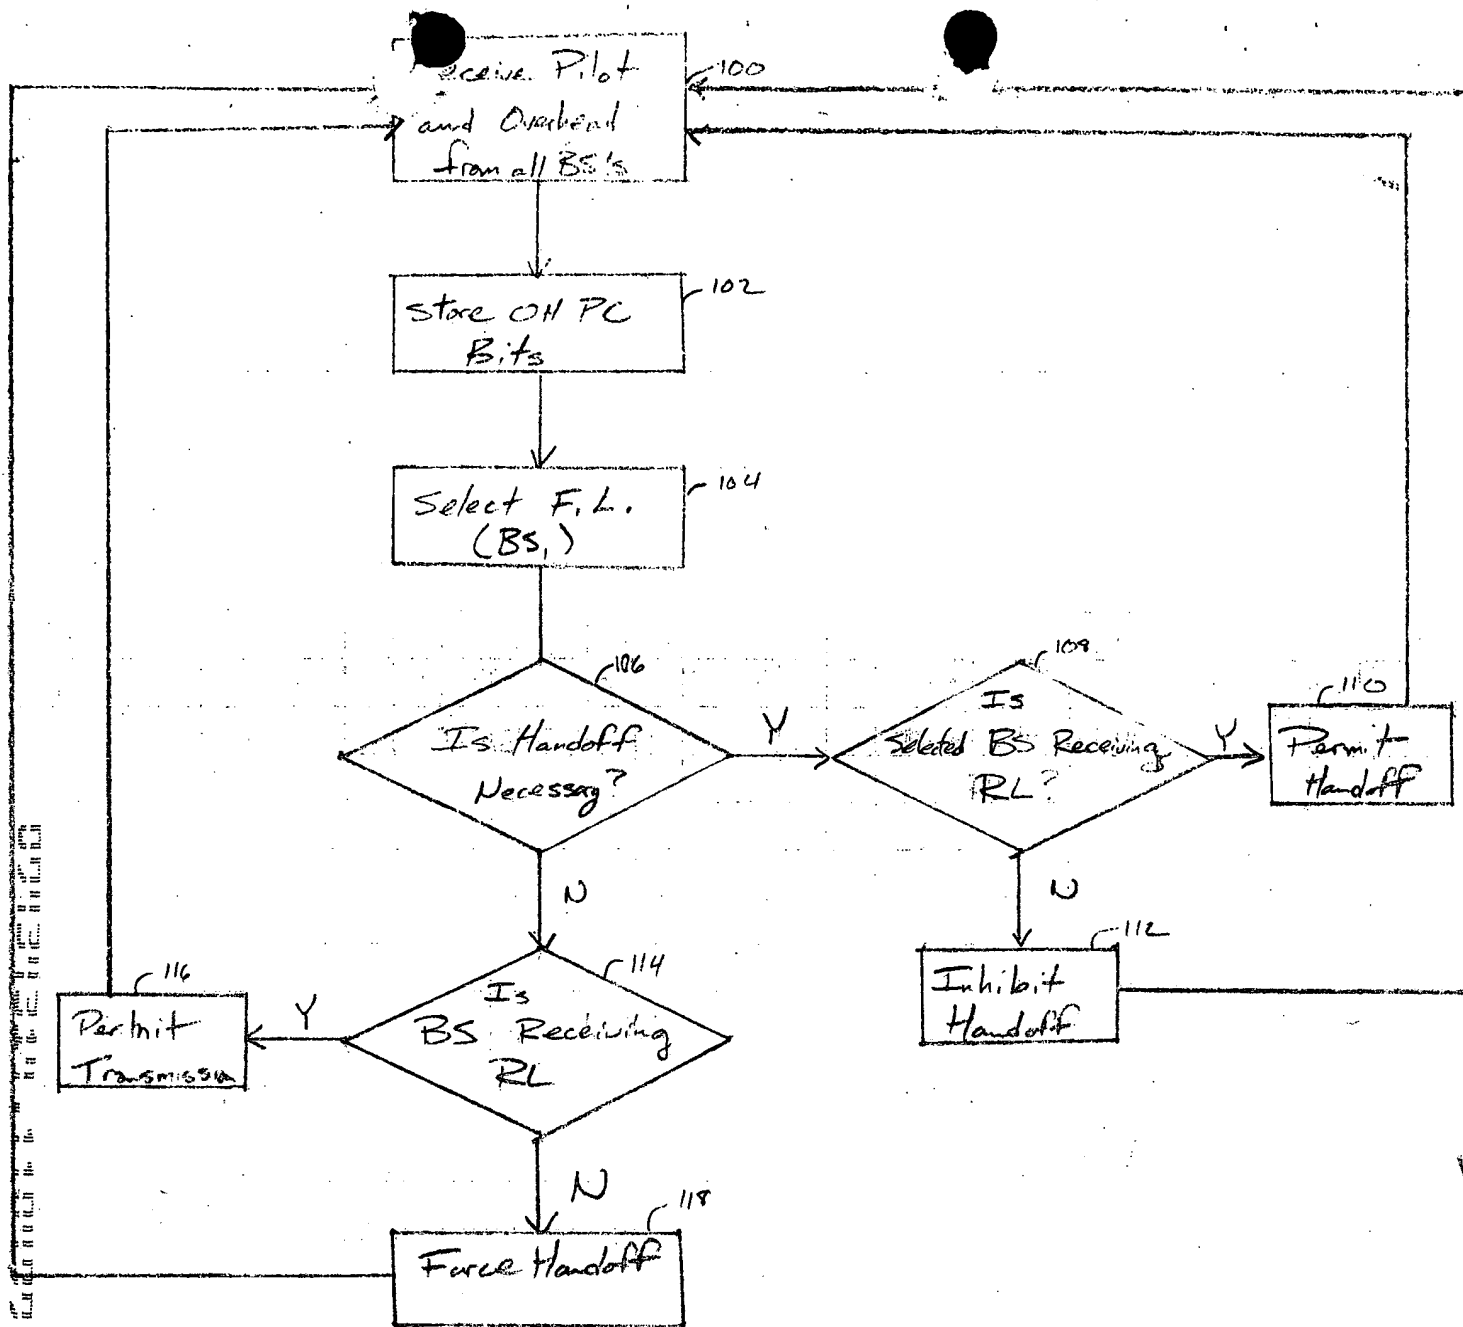 Receive Pilot
and Overhead
from all BS's
100
Store OH PC
Bits
102
Select F.L.
(BS,)
104
Is Handoff
Necessary?
106
Y
N
Is
Selected BS Receiving
RL?
108
Y
N
Permit
Handoff
110
Inhibit
Handoff
112
Is
BS Receiving
RL
114
Y
N
Permit
Transmission
116
Force Handoff
118